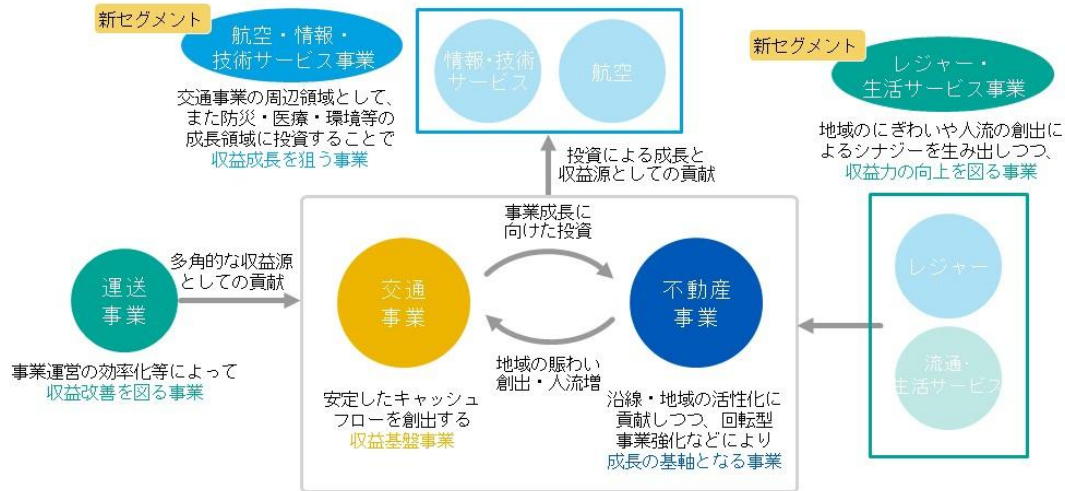 新セグメント
航空・情報・
技術サービス事業
交通事業の周辺領域として、
また防災・医療・環境等の
成長領域に投資することで
収益成長を狙う事業
情報・技術
サービス
航空
新セグメント
レジャー・
生活サービス事業
地域のにぎわいや人流の創出に
よるシナジーを生み出しつつ、
収益力の向上を図る事業
投資による成長と
収益源としての貢献
運送
事業
多角的な収益源
としての貢献
事業運営の効率化等によって
収益改善を図る事業
事業成長に
向けた投資
交通
事業
不動産
事業
地域の賑わい
創出・人流増
安定したキャッシュ
フローを創出する
収益基盤事業
沿線・地域の活性化に
貢献しつつ、回転型
事業強化などにより
成長の基軸となる事業
レジャー
流通・
生活サービス